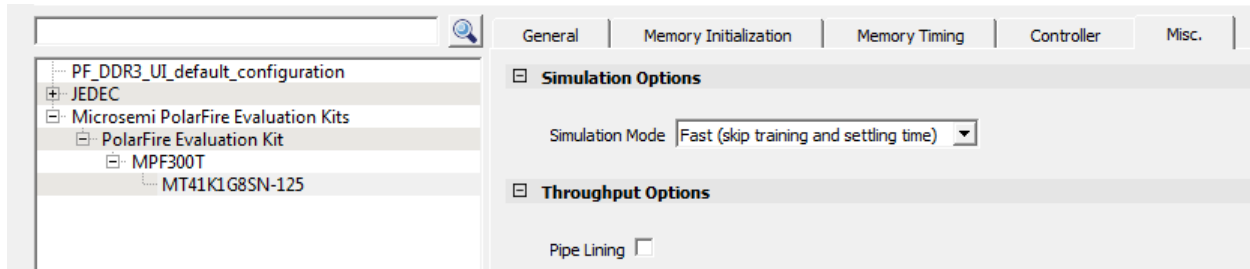 General
Memory Initialization
Memory Timing
Controller
Misc.
PF_DDR3_UI_default_configuration
JEDEC
Microsemi PolarFire Evaluation Kits
PolarFire Evaluation Kit
MPF300T
MT41K1G8SN-125
Simulation Options
Simulation Mode Fast (skip training and settling time)
Throughput Options
Pipe Lining